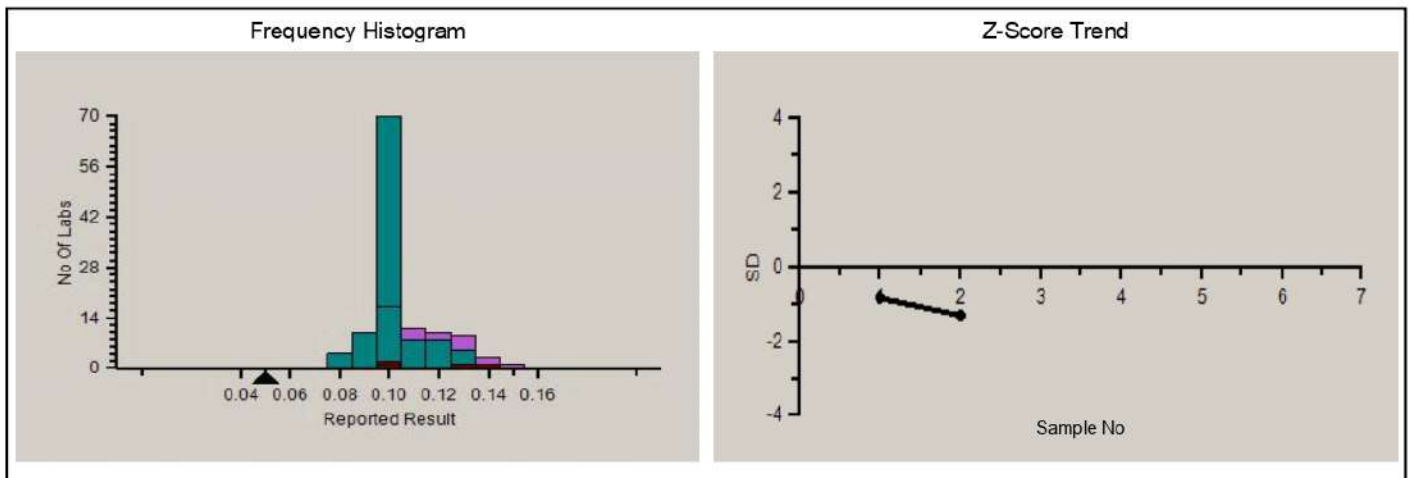 Frequency Histogram
70
56
42
28
14
0
No Of Labs
0.04 0.06 0.08 0.10 0.12 0.14 0.16
Reported Result
Z-Score Trend
4
2
0
-2
-4
SD
0 1 2 3 4 5 6 7
Sample No